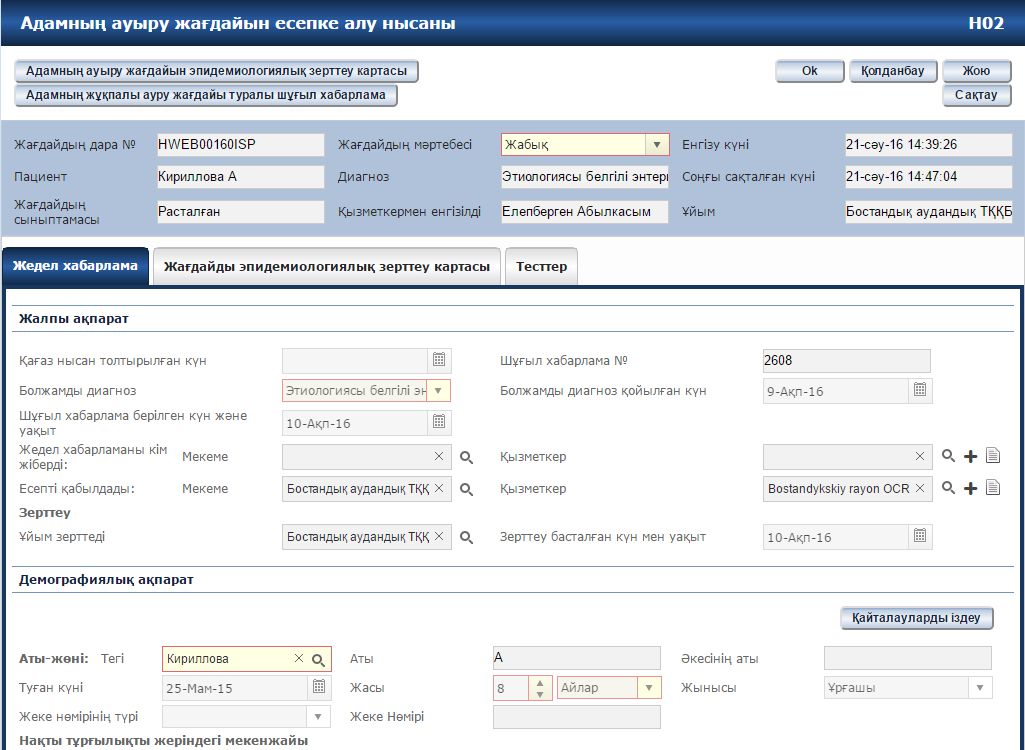 Адамның ауыру жағдайын есепке алу нысаны H02
Адамның ауыру жағдайын эпидемиологиялық зерттеу картасы Ok Қолданбау Жою
Адамның жұқпалы ауру жағдайы туралы шұғыл хабарлама Сақтау
Жағдайдың дара № HWEB00160ISP Жағдайдың мәртебесі Жабық Енгізу күні 21-сәу-16 14:39:26
Пациент Кириллова А Диагноз Этиологиясы белгілі энтери Соңғы сақталған күні 21-сәу-16 14:47:04
Жағдайдың сыныптамасы Расталған Қызметкермен енгізілді Елепберген Абылкасым Ұйым Бостандық аудандық ТҚҚБ
Жедел хабарлама Жағдайды эпидемиологиялық зерттеу картасы Тесттер
Жалпы ақпарат
Қағаз нысан толтырылған күн Шұғыл хабарлама № 2608
Болжамды диагноз Этиологиясы белгілі эн Болжамды диагноз қойылған күн 9-Ақп-16
Шұғыл хабарлама берілген күн және уақыт 10-Ақп-16
Жедел хабарламаны кім жіберді: Мекеме Қызметкер
Есепті қабылдады: Мекеме Бостандық аудандық ТҚҚ Қызметкер Bostandykskiy rayon OCR
Зерттеу
Ұйым зерттеді Бостандық аудандық ТҚҚ Зерттеу басталған күн мен уақыт 10-Ақп-16
Демографиялық ақпарат
Қайталауларды іздеу
Аты-жөні: Тегі Кириллова Аты А Әкесінің аты
Туған күні 25-Мам-15 Жасы 8 Айлар Жынысы Ұрғашы
Жеке нөмірінің түрі Жеке Нөмірі
Нақты тұрғылықты жеріндегі мекенжайы